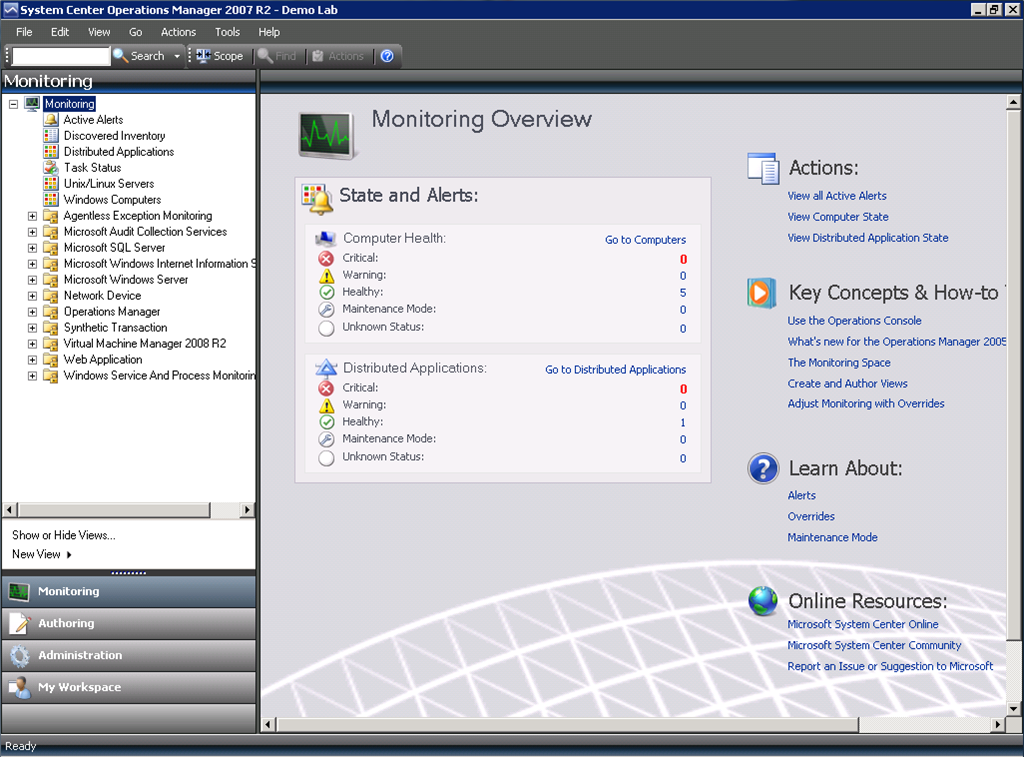 System Center Operations Manager 2007 R2 - Demo Lab
File Edit View Go Actions Tools Help
Search Scope Find Actions
Monitoring
Monitoring
Active Alerts
Discovered Inventory
Distributed Applications
Task Status
Unix/Linux Servers
Windows Computers
Agentless Exception Monitoring
Microsoft Audit Collection Services
Microsoft SQL Server
Microsoft Windows Internet Information S
Microsoft Windows Server
Network Device
Operations Manager
Synthetic Transaction
Virtual Machine Manager 2008 R2
Web Application
Windows Service And Process Monitorin
Show or Hide Views...
New View
Monitoring
Authoring
Administration
My Workspace
Monitoring Overview
State and Alerts:
Computer Health: Go to Computers
Critical: 0
Warning: 0
Healthy: 5
Maintenance Mode: 0
Unknown Status: 0
Distributed Applications: Go to Distributed Applications
Critical: 0
Warning: 0
Healthy: 1
Maintenance Mode: 0
Unknown Status: 0
Actions:
View all Active Alerts
View Computer State
View Distributed Application State
Key Concepts & How-to
Use the Operations Console
What's new for the Operations Manager 2005
The Monitoring Space
Create and Author Views
Adjust Monitoring with Overrides
Learn About:
Alerts
Overrides
Maintenance Mode
Online Resources:
Microsoft System Center Online
Microsoft System Center Community
Report an Issue or Suggestion to Microsoft
Ready